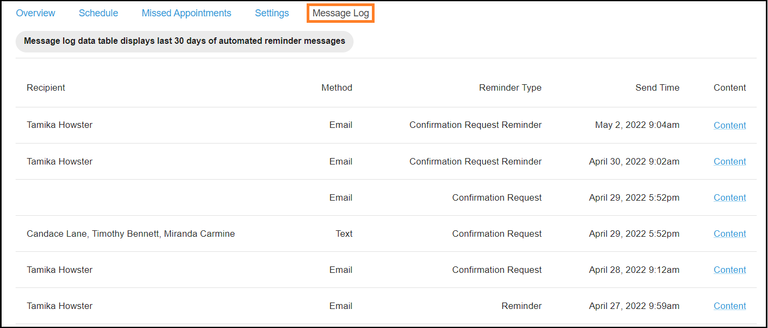 Overview Schedule Missed Appointments Settings Message Log
Message log data table displays last 30 days of automated reminder messages
Recipient Method Reminder Type Send Time Content
Tamika Howster Email Confirmation Request Reminder May 2, 2022 9:04am Content
Tamika Howster Email Confirmation Request Reminder April 30, 2022 9:02am Content
Email Confirmation Request April 29, 2022 5:52pm Content
Candace Lane, Timothy Bennett, Miranda Carmine Text Confirmation Request April 29, 2022 5:52pm Content
Tamika Howster Email Confirmation Request April 28, 2022 9:12am Content
Tamika Howster Email Reminder April 27, 2022 9:59am Content